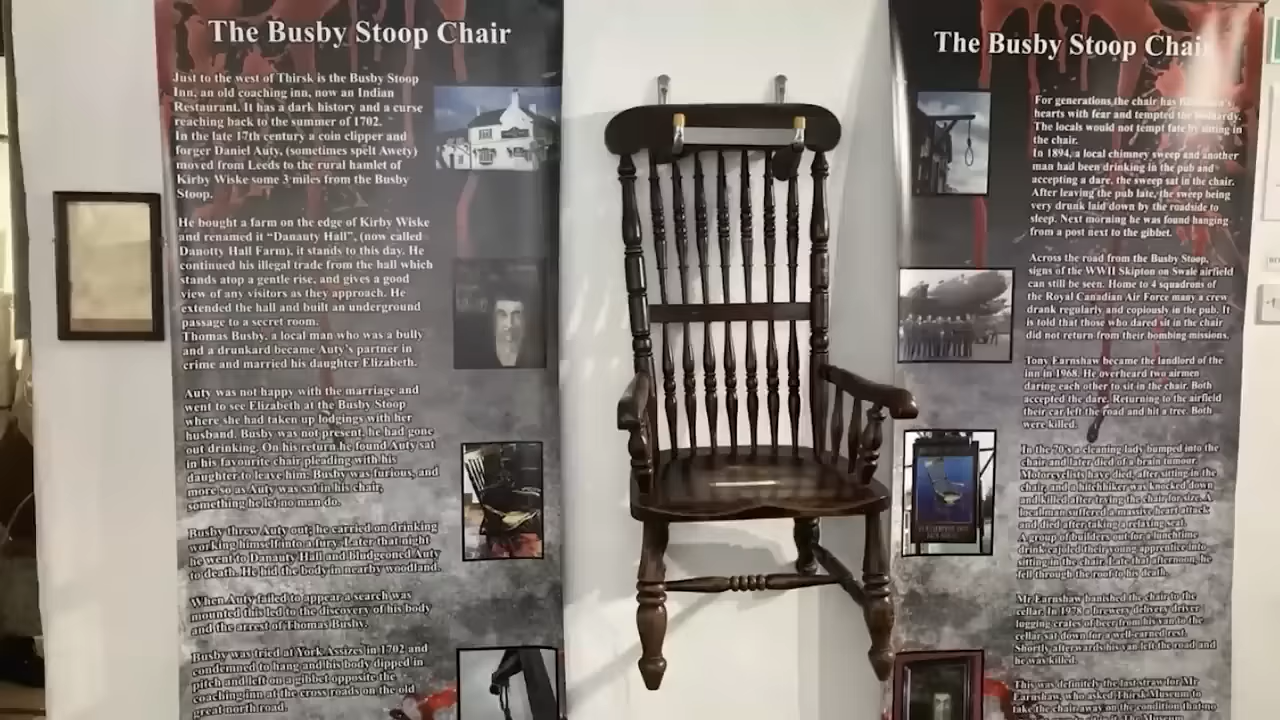 The Busby Stoop Chair
Just to the west of Thirsk is the Busby Stoop
Inn, an old coaching inn, now an Indian
Restaurant. It has a dark history and a curse
reaching back to the summer of 1702.
In the late 17th century a coin clipper and
forger Daniel Auty, (sometimes spelt Awety)
moved from Leeds to the rural hamlet of
Kirby Wiske some 3 miles from the Busby
Stoop.
He bought a farm on the edge of Kirby Wiske
and renamed it "Danauty Hall", (now called
Danotty Hall Farm), it stands to this day. He
continued his illegal trade from the hall which
stands atop a gentle rise, and gives a good
view of any visitors as they approach. He
extended the hall and built an underground
passage to a secret room.
Thomas Busby, a local man who was a bully
and a drunkard became Auty's partner in
crime and married his daughter Elizabeth.
Auty was not happy with the marriage and
went to see Elizabeth at the Busby Stoop
where she had taken up lodgings with her
husband. Busby was not present, he had gone
out drinking. On his return he found Auty sat
in his favourite chair pleading with his
daughter to leave him. Busby was furious, and
more so as Auty was sat in his chair,
something he let no man do.
Busby threw Auty out; he carried on drinking
working himself into a fury. Later that night
he went to Danauty Hall and bludgeoned Auty
to death. He hid the body in nearby woodland.
When Auty failed to appear a search was
mounted this led to the discovery of his body
and the arrest of Thomas Busby.
Busby was tried at York Assizes in 1702 and
condemned to hang and his body dipped in
pitch and left on a gibbet opposite the
coaching inn at the cross roads on the old
great north road.
The Busby Stoop Chai
For generations the chair has
hearts with fear and tempted the
The locals would not tempt fate by sitting in
the chair.
In 1894, a local chimney sweep and another
man had been drinking in the pub and
accepting a dare, the sweep sat in the chair.
After leaving the pub late, the sweep being
very drunk laid down by the roadside to
sleep. Next morning he was found hanging
from a post next to the gibbet.
Across the road from the Busby Stoop,
signs of the WWII Skipton on Swale airfield
can still be seen. Home to 4 squadrons of
the Royal Canadian Air Force many a crew
drank regularly and copiously in the pub. It
is told that those who dared sit in the chair
did not return from their bombing missions.
Tony Earnshaw became the landlord of the
inn in 1968. He overheard two airmen
daring each other to sit in the chair. Both
accepted the dare. Returning to the airfield
their car left the road and hit a tree. Both
were killed.
In the 70's a cleaning lady bumped into the
chair and later died of a brain tumour.
Motorcyclists have died, after sitting in the
chair, and a hitchhiker was knocked down
and killed after trying the chair for size. A
local man suffered a massive heart attack
and died after taking a relaxing seat.
A group of builders out for a lunchtime
drink cajoled their young apprentice into
sitting in the chair. Late that afternoon, he
fell through the roof to his death.
Mr Earnshaw banished the chair to the
cellar. In 1978 a brewery delivery driver
lugging crates of beer from his van to the
cellar sat down for a well-earned rest.
Shortly afterwards his van left the road and
he was killed.
This was definitely the last straw for Mr
Earnshaw, who asked Thirsk Museum to
take the chair away on the condition that no